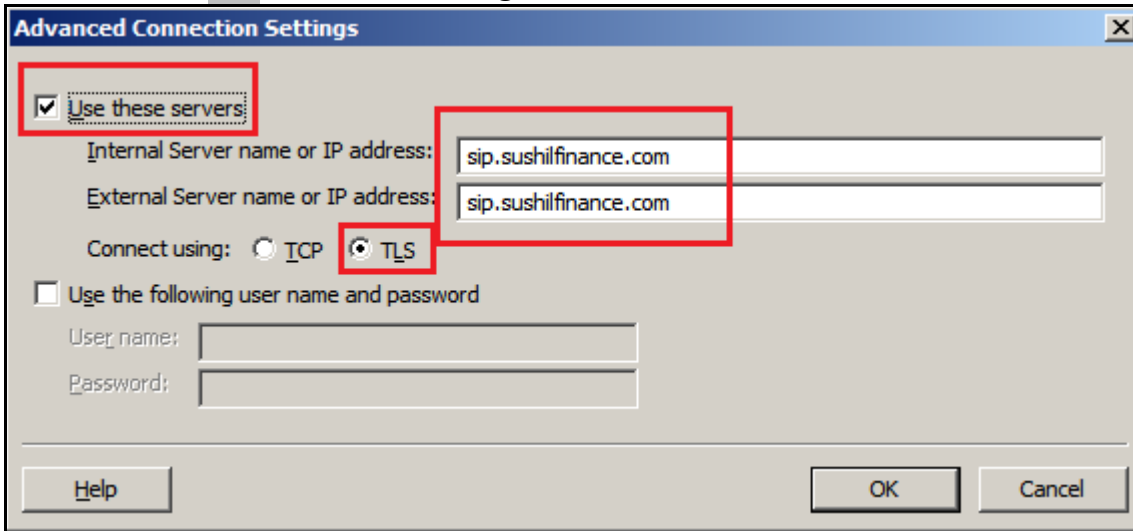 Advanced Connection Settings
Use these servers
Internal Server name or IP address: sip.sushilfinance.com
External Server name or IP address: sip.sushilfinance.com
Connect using: TCP TLS
Use the following user name and password
User name:
Password:
Help OK Cancel